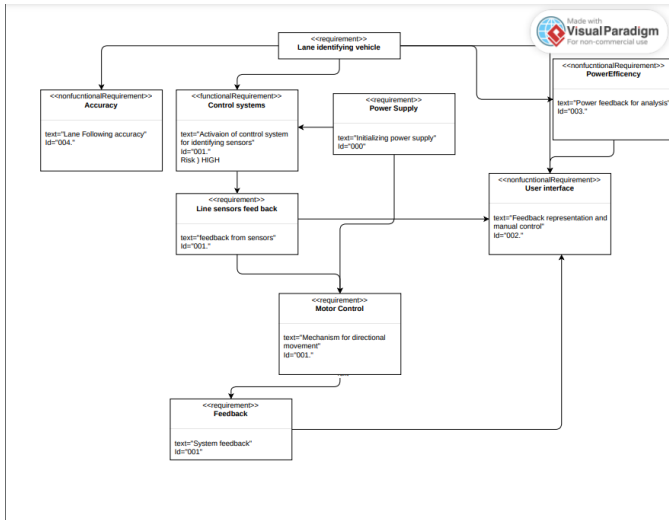 Made with
Visual Paradigm
For non-commercial use
<<requirement>>
Lane identifying vehicle
<<nonfucntionalRequirement>>
Accuracy
text="Lane Following accuracy"
Id="004."
<<functionalRequirement>>
Control systems
text="Activaion of control system
for identifying sensors"
Id="001."
Risk ) HIGH
<<requirement>>
Power Supply
text="Initializing power supply"
Id="000"
<<nonfucntionalRequirement>>
PowerEfficency
text="Power feedback for analysis"
Id="003."
<<requirement>>
Line sensors feed back
text="feedback from sensors"
Id="001."
<<nonfucntionalRequirement>>
User interface
text="Feedback representation and
manual control"
Id="002."
<<requirement>>
Motor Control
text="Mechanism for directional
movement"
Id="001."
<<requirement>>
Feedback
text="System feedback"
Id="001"